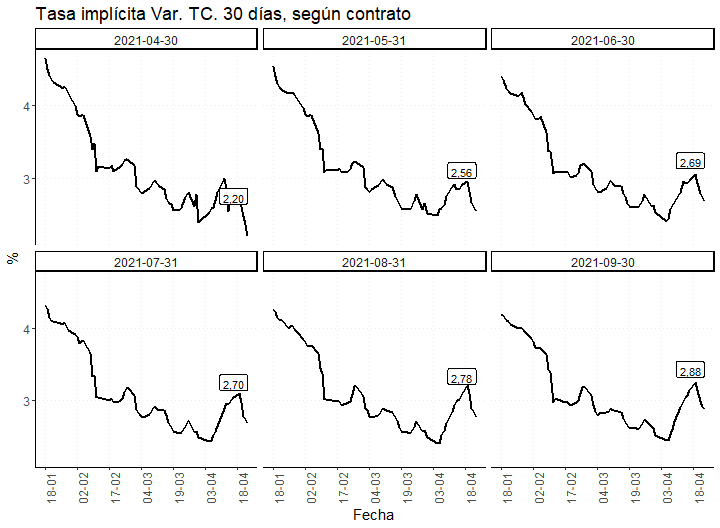 Tasa implícita Var. TC. 30 días, según contrato
2021-04-30 2021-05-31 2021-06-30
4
3
2,20 2,56 2,69
%
2021-07-31 2021-08-31 2021-09-30
4
3
2,70 2,78 2,88
18-01 02-02 17-02 04-03 19-03 03-04 18-04 18-01 02-02 17-02 04-03 19-03 03-04 18-04 18-01 02-02 17-02 04-03 19-03 03-04 18-04
Fecha